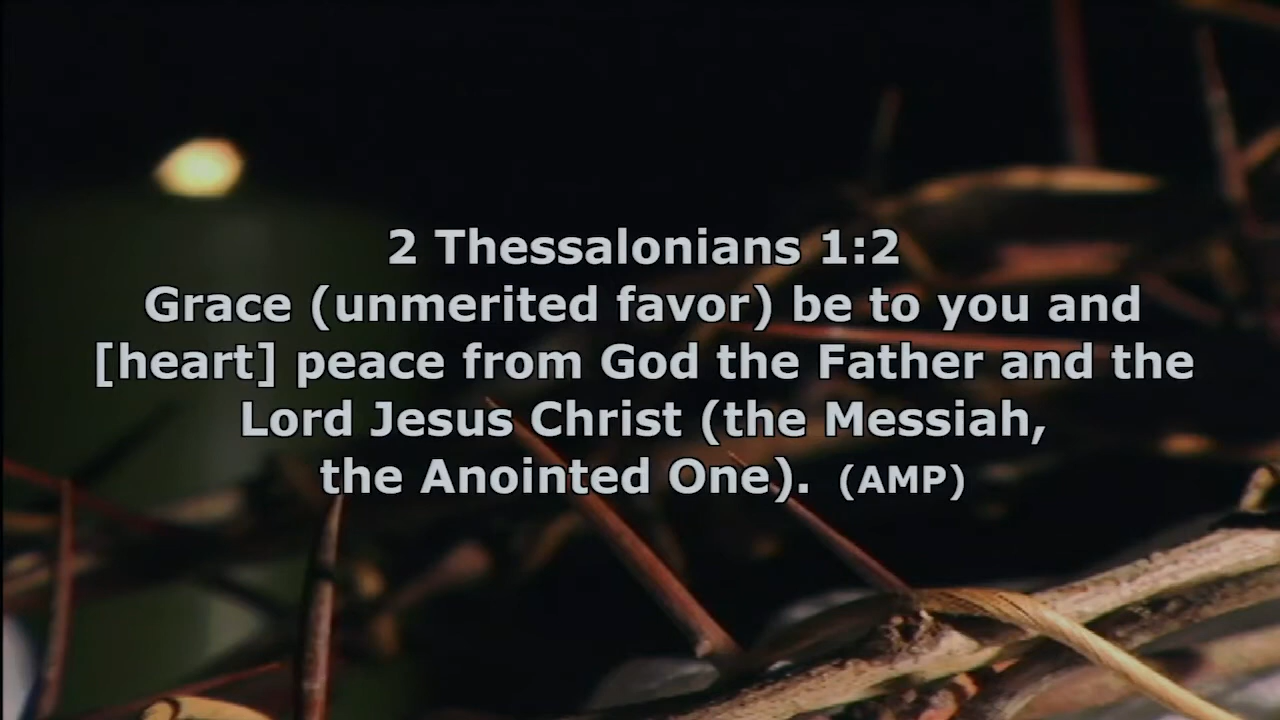 2 Thessalonians 1:2
Grace (unmerited favor) be to you and
[heart] peace from God the Father and the
Lord Jesus Christ (the Messiah,
the Anointed One). (AMP)